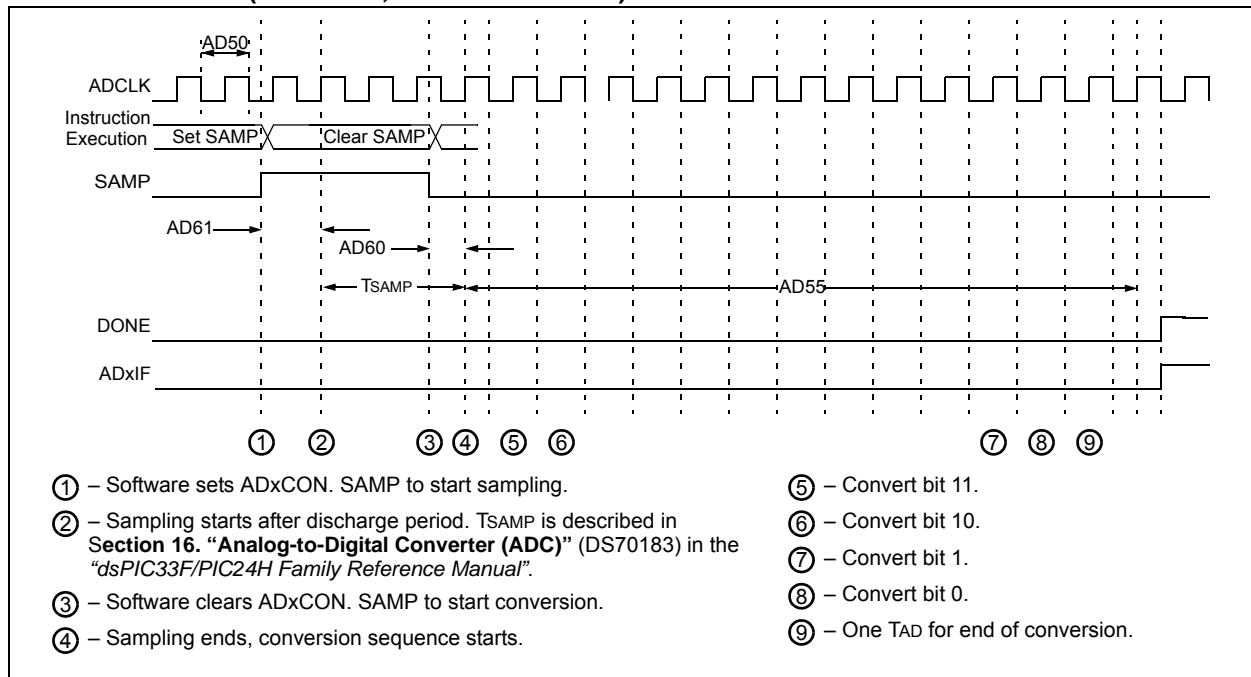 AD50
ADCLK
Instruction
Execution
Set SAMP
Clear SAMP
SAMP
AD61
AD60
TSAMP
AD55
DONE
ADxIF
1 2 3 4 5 6 7 8 9
1 – Software sets ADxCON. SAMP to start sampling.
2 – Sampling starts after discharge period. TSAMP is described in
Section 16. “Analog-to-Digital Converter (ADC)” (DS70183) in the
“dsPIC33F/PIC24H Family Reference Manual”.
3 – Software clears ADxCON. SAMP to start conversion.
4 – Sampling ends, conversion sequence starts.
5 – Convert bit 11.
6 – Convert bit 10.
7 – Convert bit 1.
8 – Convert bit 0.
9 – One TAD for end of conversion.